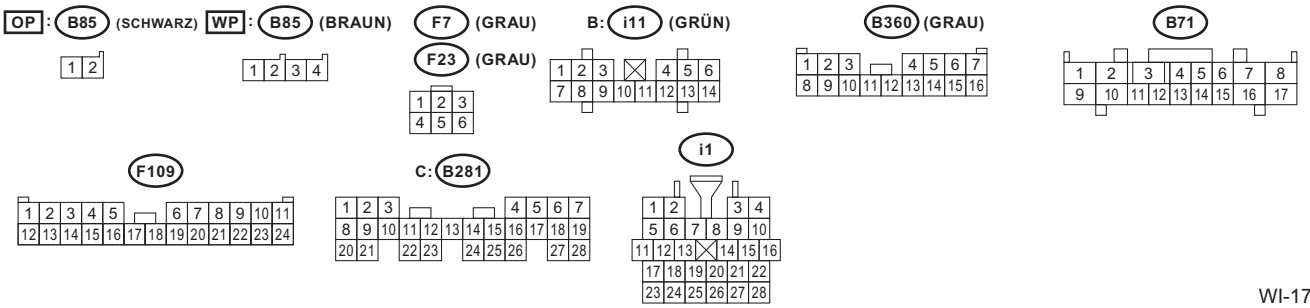 OP : B85 (SCHWARZ) WP : B85 (BRAUN) F7 (GRAU) B: i11 (GRÜN) B360 (GRAU) B71
F23 (GRAU)
1 2
1 2 3 4
1 2 3
4 5 6
1 2 3 4 5 6
7 8 9 10 11 12 13 14
1 2 3 4 5 6 7
8 9 10 11 12 13 14 15 16
1 2 3 4 5 6 7 8
9 10 11 12 13 14 15 16 17
F109 C: B281 i1
1 2 3 4 5 6 7 8 9 10 11
12 13 14 15 16 17 18 19 20 21 22 23 24
1 2 3 4 5 6 7
8 9 10 11 12 13 14 15 16 17 18 19
20 21 22 23 24 25 26 27 28
1 2 3 4
5 6 7 8 9 10
11 12 13 14 15 16
17 18 19 20 21 22
23 24 25 26 27 28
WI-17